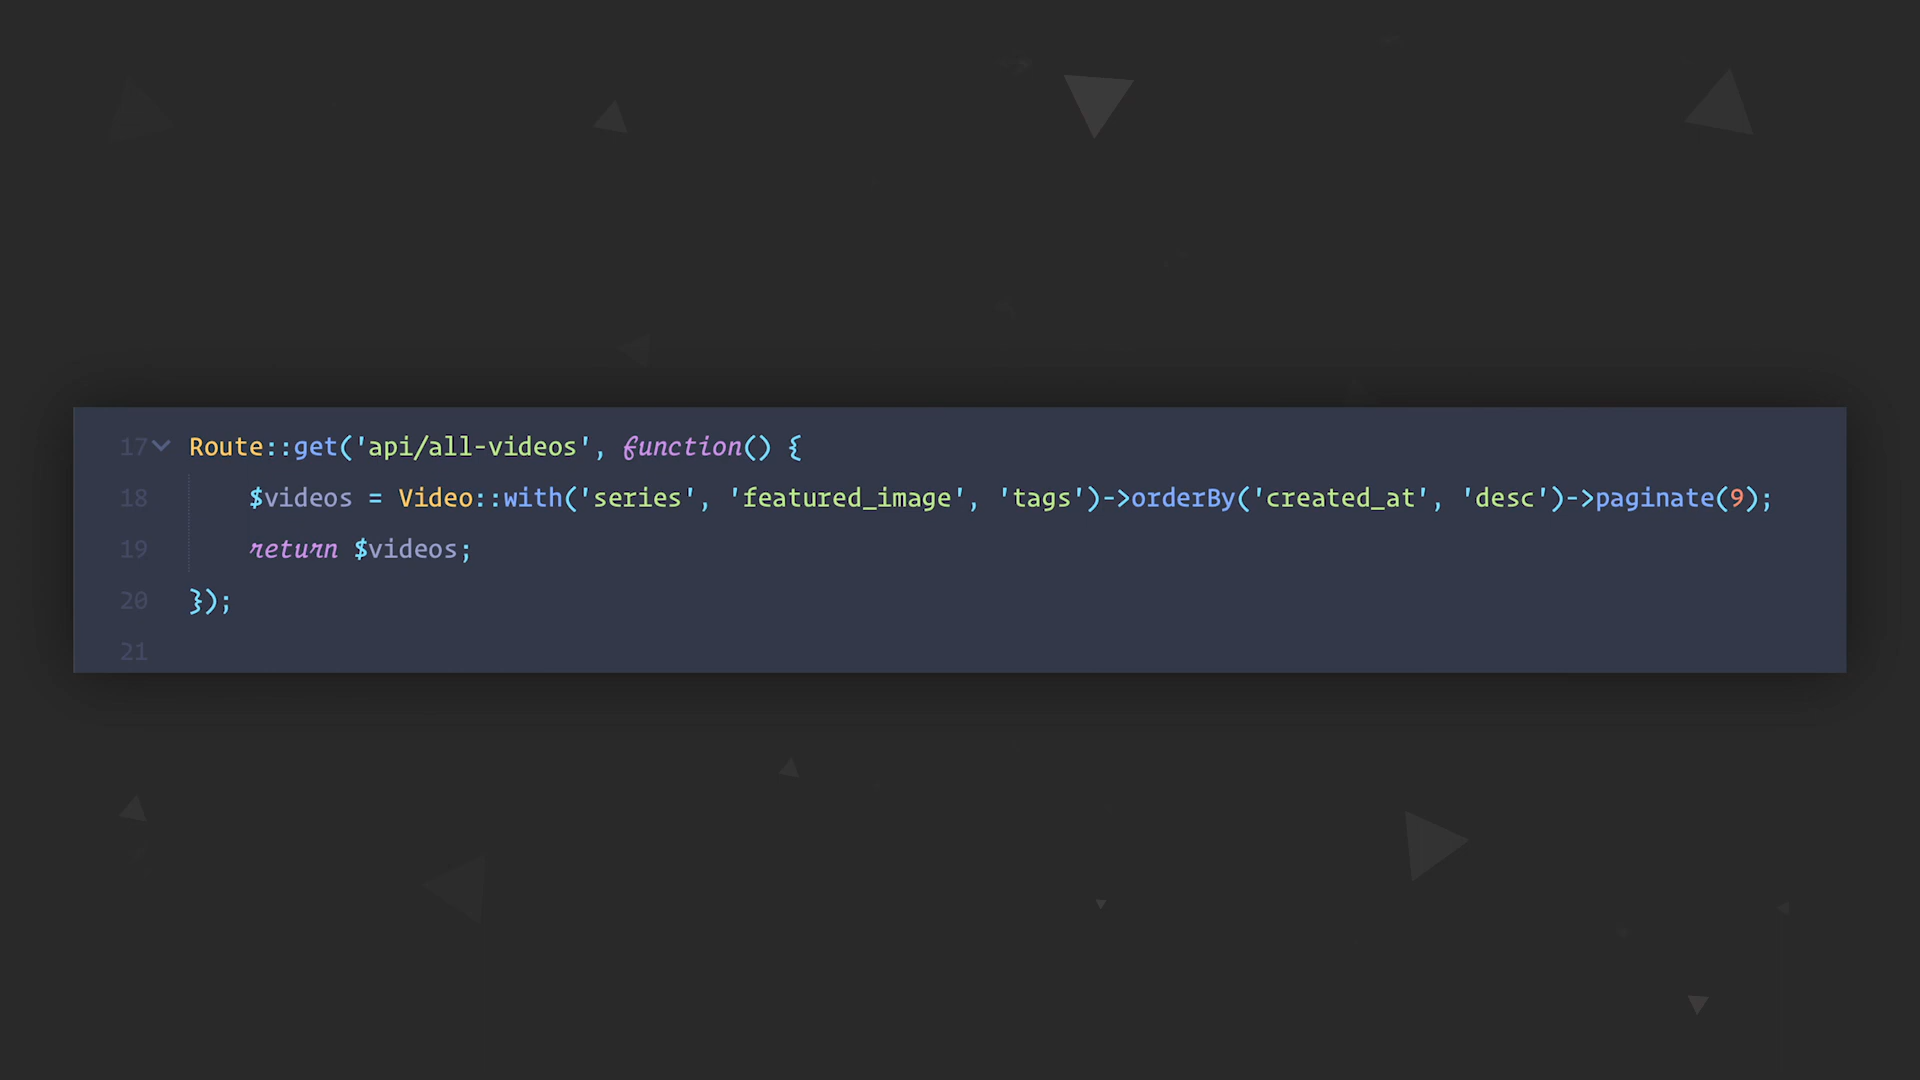 17 Route::get('api/all-videos', function() {
18 $videos = Video::with('series', 'featured_image', 'tags')->orderBy('created_at', 'desc')->paginate(9);
19 return $videos;
20 });
21